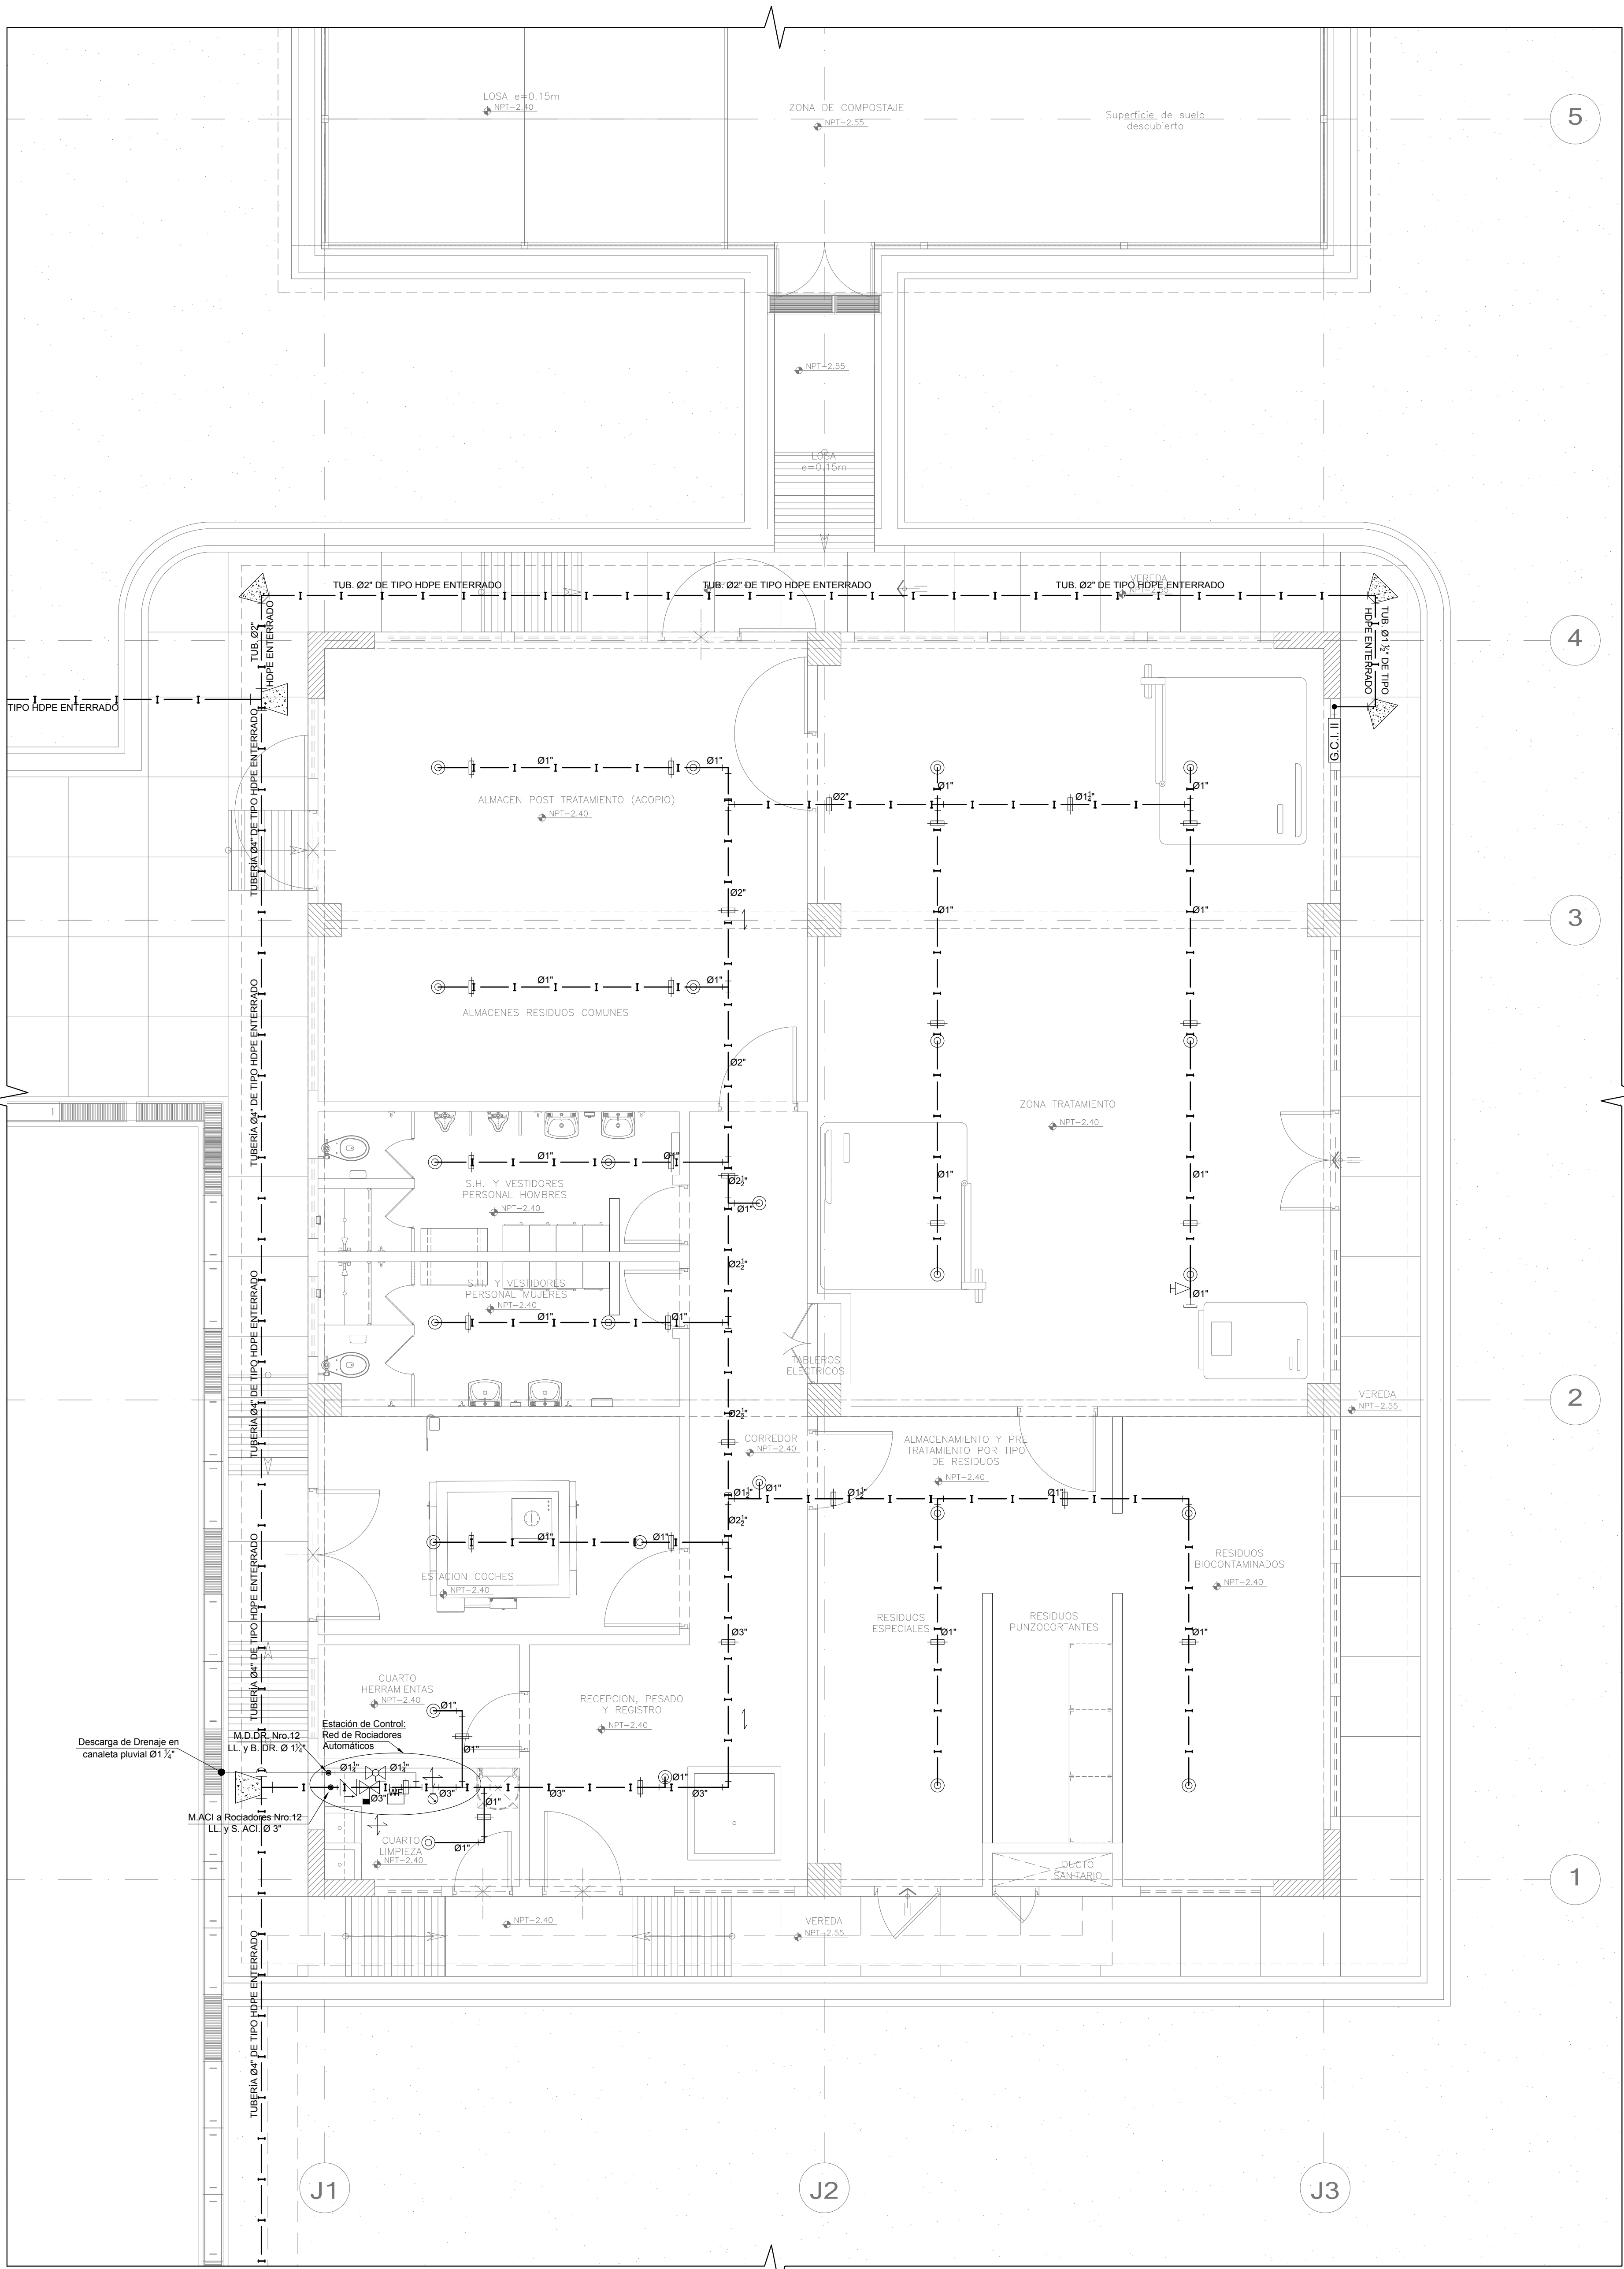 LOSA e=0.15m
NPT-2.40
ZONA DE COMPOSTAJE
NPT-2.55
Superficie de suelo
descubierto
5
NPT-2.55
LOSA
e=0.15m
TUB. Ø2" DE TIPO HDPE ENTERRADO
TUB. Ø2" DE TIPO HDPE ENTERRADO
TUB. Ø2" DE TIPO HDPE ENTERRADO
VEREDA
TUB. Ø2"
HDPE ENTERRADO
TUB. Ø1 ½" DE TIPO
HDPE ENTERRADO
4
TIPO HDPE ENTERRADO
G.C.I. II
TUBERÍA Ø4" DE TIPO HDPE ENTERRADO
Ø1"
Ø1"
ALMACEN POST TRATAMIENTO (ACOPIO)
NPT-2.40
Ø2"
Ø1"
Ø1¼"
Ø1"
Ø2"
Ø1"
Ø1"
3
Ø1"
Ø1"
ALMACENES RESIDUOS COMUNES
TUBERÍA Ø4" DE TIPO HDPE ENTERRADO
Ø2"
ZONA TRATAMIENTO
NPT-2.40
Ø1"
Ø1"
S.H. Y VESTIDORES
PERSONAL HOMBRES
NPT-2.40
Ø2½"
Ø1"
Ø1"
Ø1"
Ø2½"
S.H. Y VESTIDORES
PERSONAL MUJERES
NPT-2.40
Ø1"
Ø1"
Ø1"
TUBERÍA Ø4" DE TIPO HDPE ENTERRADO
TABLEROS
ELECTRICOS
VEREDA
NPT-2.55
2
Ø2½"
CORREDOR
NPT-2.40
ALMACENAMIENTO Y PRE
TRATAMIENTO POR TIPO
DE RESIDUOS
NPT-2.40
Ø1½"
Ø1"
Ø1½"
Ø1"
Ø2½"
Ø1"
Ø1"
ESTACION COCHES
NPT-2.40
RESIDUOS
BIOCONTAMINADOS
NPT-2.40
TUBERÍA Ø4" DE TIPO HDPE ENTERRADO
RESIDUOS
ESPECIALES
RESIDUOS
PUNZOCORTANTES
Ø3"
Ø1"
Ø1"
CUARTO
HERRAMIENTAS
NPT-2.40
RECEPCION, PESADO
Y REGISTRO
NPT-2.40
Ø1"
Estación de Control:
Red de Rociadores
Automáticos
M.D.DR. Nro.12
LL. y B. DR. Ø 1¼"
Descarga de Drenaje en
canaleta pluvial Ø1 ¼"
Ø1"
Ø1¼"
Ø1¼"
Ø3"
WF
Ø3"
Ø3"
Ø1"
Ø3"
Ø1"
M.ACI a Rociadores Nro.12
LL. y S. ACI. Ø 3"
CUARTO
LIMPIEZA
NPT-2.40
Ø1"
DUCTO
SANITARIO
1
NPT-2.40
VEREDA
NPT-2.55
TUBERÍA Ø4" DE TIPO HDPE ENTERRADO
J1
J2
J3